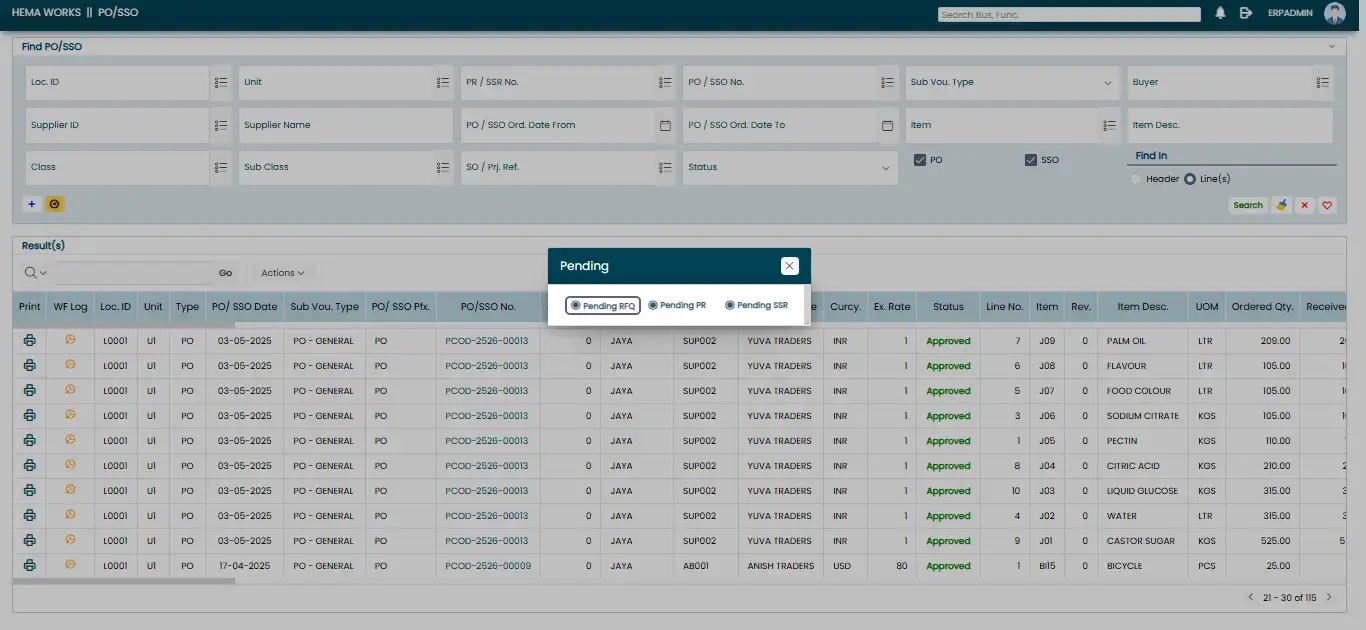 HEMA WORKS || PO/SSO
Search Bus, Func.
ERPADMIN
Find PO/SSO
Loc. ID Unit PR / SSR No. PO / SSO No. Sub Vou. Type Buyer
Supplier ID Supplier Name PO / SSO Ord. Date From PO / SSO Ord. Date To Item Item Desc.
Class Sub Class SO / Prj. Ref. Status PO SSO Find In
Header Line(s)
+ Search
Result(s)
Go Actions
Pending
Pending RFQ Pending PR Pending SSR
Print WF Log Loc. ID Unit Type PO/ SSO Date Sub Vou. Type PO/ SSO Pfx. PO/SSO No. Curcy. Ex. Rate Status Line No. Item Rev. Item Desc. UOM Ordered Qty. Receive
L0001 U1 PO 03-05-2025 PO - GENERAL PO PCOD-2526-00013 0 JAYA SUP002 YUVA TRADERS INR 1 Approved 7 J09 0 PALM OIL LTR 209.00
L0001 U1 PO 03-05-2025 PO - GENERAL PO PCOD-2526-00013 0 JAYA SUP002 YUVA TRADERS INR 1 Approved 6 J08 0 FLAVOUR LTR 105.00
L0001 U1 PO 03-05-2025 PO - GENERAL PO PCOD-2526-00013 0 JAYA SUP002 YUVA TRADERS INR 1 Approved 5 J07 0 FOOD COLOUR LTR 105.00
L0001 U1 PO 03-05-2025 PO - GENERAL PO PCOD-2526-00013 0 JAYA SUP002 YUVA TRADERS INR 1 Approved 3 J06 0 SODIUM CITRATE KGS 105.00
L0001 U1 PO 03-05-2025 PO - GENERAL PO PCOD-2526-00013 0 JAYA SUP002 YUVA TRADERS INR 1 Approved 1 J05 0 PECTIN KGS 110.00
L0001 U1 PO 03-05-2025 PO - GENERAL PO PCOD-2526-00013 0 JAYA SUP002 YUVA TRADERS INR 1 Approved 8 J04 0 CITRIC ACID KGS 210.00
L0001 U1 PO 03-05-2025 PO - GENERAL PO PCOD-2526-00013 0 JAYA SUP002 YUVA TRADERS INR 1 Approved 10 J03 0 LIQUID GLUCOSE KGS 315.00
L0001 U1 PO 03-05-2025 PO - GENERAL PO PCOD-2526-00013 0 JAYA SUP002 YUVA TRADERS INR 1 Approved 4 J02 0 WATER LTR 315.00
L0001 U1 PO 03-05-2025 PO - GENERAL PO PCOD-2526-00013 0 JAYA SUP002 YUVA TRADERS INR 1 Approved 9 J01 0 CASTOR SUGAR KGS 525.00
L0001 U1 PO 17-04-2025 PO - GENERAL PO PCOD-2526-00009 0 JAYA AB001 ANISH TRADERS USD 80 Approved 1 BI15 0 BICYCLE PCS 25.00
21 - 30 of 115